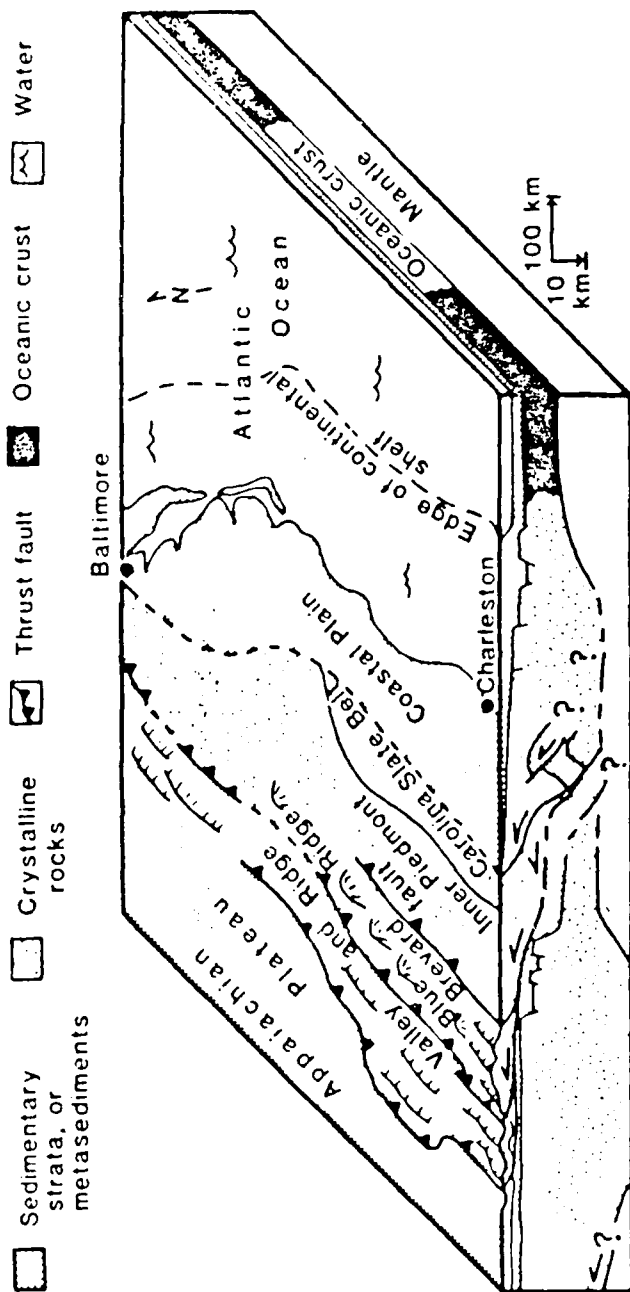 Sedimentary
strata, or
metasediments
Crystalline
rocks
Thrust fault
Oceanic crust
Water
Baltimore
N
Atlantic
Ocean
Edge of continental
shelf
Appalachian
Plateau
Valley and Ridge
Blue Ridge
Brevard fault
Inner Piedmont
Carolina Slate Belt
Coastal Plain
Charleston
Oceanic crust
Mantle
100 km
10
km
?
?
?
?
?